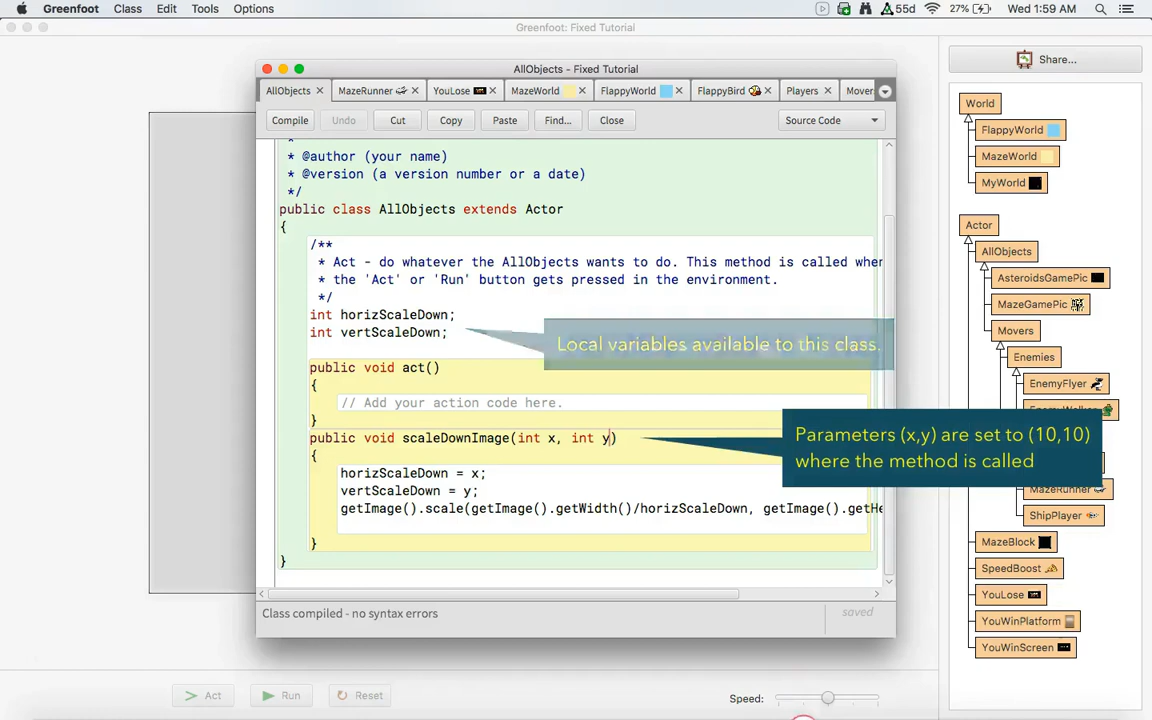 Greenfoot Class Edit Tools Options 55d 27% Wed 1:59 AM
Greenfoot: Fixed Tutorial
Share...
AllObjects - Fixed Tutorial
AllObjects MazeRunner YouLose MazeWorld FlappyWorld FlappyBird Players
Compile Undo Cut Copy Paste Find... Close Source Code
*
* @author (your name)
* @version (a version number or a date)
*/
public class AllObjects extends Actor
{
/**
* Act - do whatever the AllObjects wants to do. This method is called
* the 'Act' or 'Run' button gets pressed in the environment.
*/
int horizScaleDown;
int vertScaleDown;
Local variables available to this class.
public void act()
{
// Add your action code here.
}
public void scaleDownImage(int x, int y)
{
horizScaleDown = x;
vertScaleDown = y;
getImage().scale(getImage().getWidth()/horizScaleDown, getImage().getHe
}
}
Parameters (x,y) are set to (10,10)
where the method is called
Class compiled - no syntax errors
saved
World
FlappyWorld
MazeWorld
MyWorld
Actor
AllObjects
AsteroidsGamePic
MazeGamePic
Movers
Enemies
EnemyFlyer
MazeRunner
ShipPlayer
MazeBlock
SpeedBoost
YouLose
YouWinPlatform
YouWinScreen
Act Run Reset Speed: